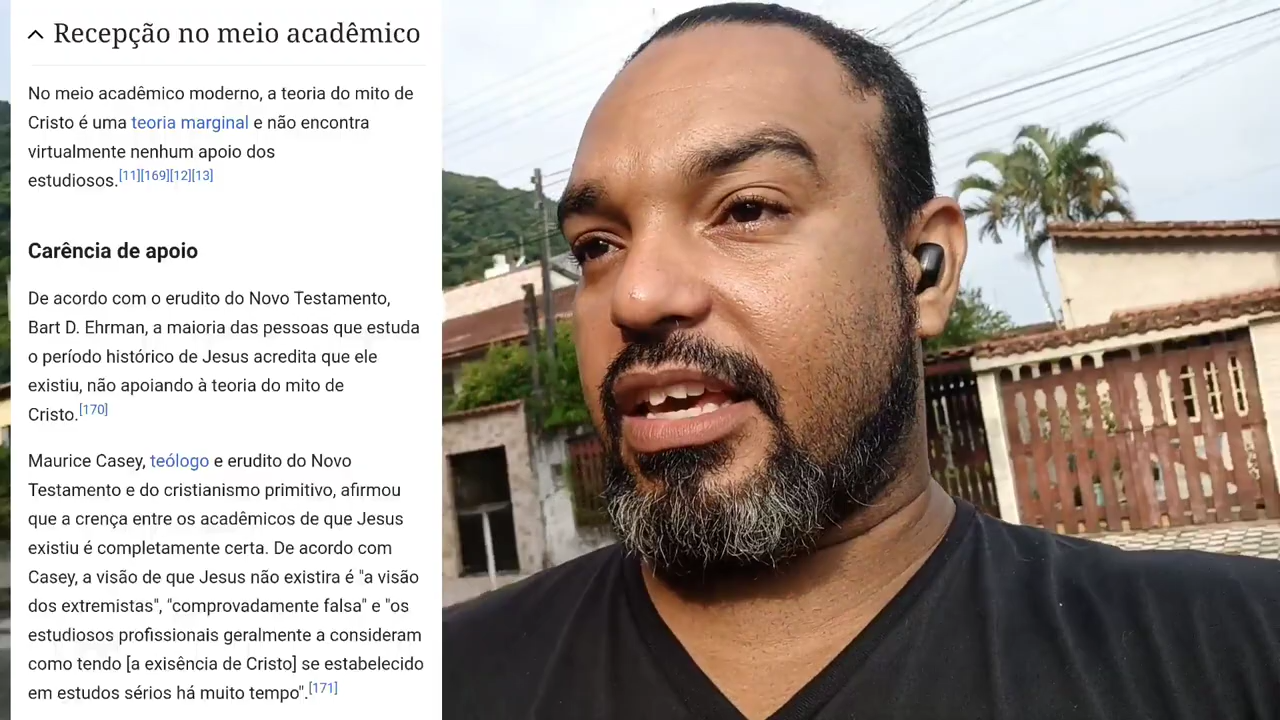 Recepção no meio acadêmico
No meio acadêmico moderno, a teoria do mito de
Cristo é uma teoria marginal e não encontra
virtualmente nenhum apoio dos
estudiosos.[11][169][12][13]
Carência de apoio
De acordo com o erudito do Novo Testamento,
Bart D. Ehrman, a maioria das pessoas que estuda
o período histórico de Jesus acredita que ele
existiu, não apoiando à teoria do mito de
Cristo.[170]
Maurice Casey, teólogo e erudito do Novo
Testamento e do cristianismo primitivo, afirmou
que a crença entre os acadêmicos de que Jesus
existiu é completamente certa. De acordo com
Casey, a visão de que Jesus não existira é "a visão
dos extremistas", "comprovadamente falsa" e "os
estudiosos profissionais geralmente a consideram
como tendo [a exisência de Cristo] se estabelecido
em estudos sérios há muito tempo".[171]